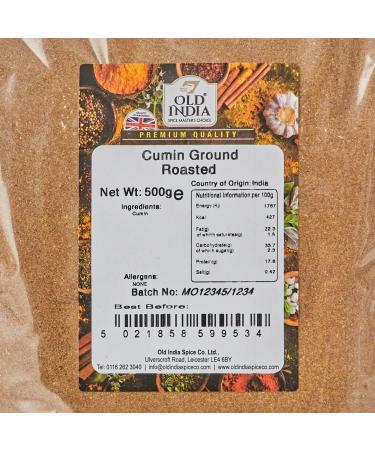 OLD
INDIA
SPICE MASTER'S CHOICE
PREMIUM QUALITY
Cumin Ground
Roasted
Net Wt: 500g e
Country of Origin: India
Ingredients:
Cumin
Nutritional Information per 100g
Energy (Kj) 1767
Kcal 427
Fat(g) 22.3
of which saturates(g) 1.5
Carbohydrate(g) 33.7
of which sugars(g) 2.3
Protein(g) 17.8
Salt(g) 0.42
Allergens:
NONE
Batch No: MO12345/1234
Best Before:
5 021858 599534
Old India Spice Co. Ltd.,
Ulverscroft Road, Leicester LE4 6BY
Tel: 0116 262 3040 | info@oldindiaspiceco.com
www.oldindiaspiceco.com